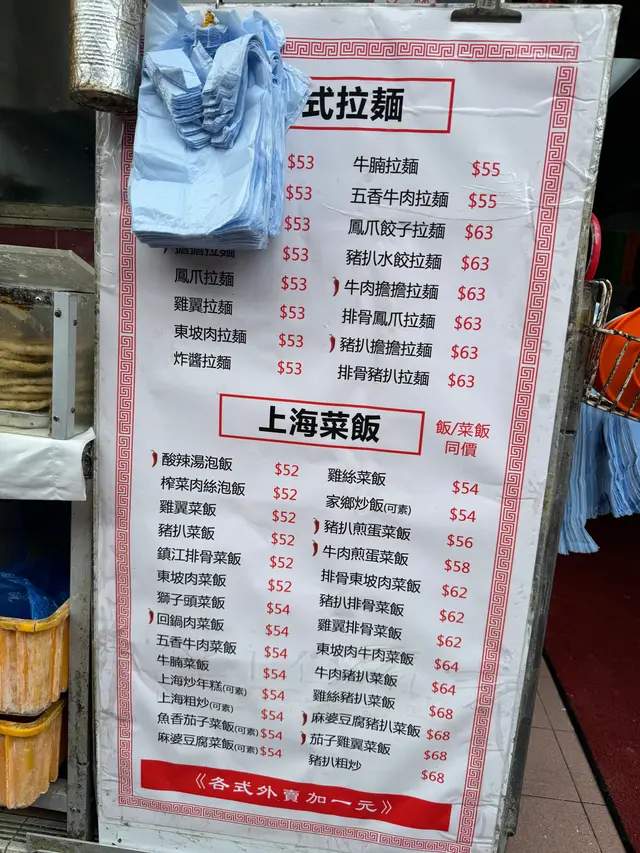 式拉麵
$53 牛腩拉麵 $55
$53 五香牛肉拉麵 $55
$53 鳳爪餃子拉麵 $63
擔擔拉麵 $53 豬扒水餃拉麵 $63
鳳爪拉麵 $53 牛肉擔擔拉麵 $63
雞翼拉麵 $53 排骨鳳爪拉麵 $63
東坡肉拉麵 $53 豬扒擔擔拉麵 $63
炸醬拉麵 $53 排骨豬扒拉麵 $63
上海菜飯
飯/菜飯
同價
酸辣湯泡飯 $52
榨菜肉絲泡飯 $52
雞翼菜飯 $52
豬扒菜飯 $52
鎮江排骨菜飯 $52
東坡肉菜飯 $52
獅子頭菜飯 $54
回鍋肉菜飯 $54
五香牛肉菜飯 $54
牛腩菜飯 $54
上海炒年糕(可素) $54
上海粗炒(可素) $54
魚香茄子菜飯(可素) $54
麻婆豆腐菜飯(可素) $54
雞絲菜飯 $54
家鄉炒飯(可素) $54
豬扒煎蛋菜飯 $56
牛肉煎蛋菜飯 $58
排骨東坡肉菜飯 $62
豬扒排骨菜飯 $62
雞翼排骨菜飯 $62
東坡肉牛肉菜飯 $64
牛肉豬扒菜飯 $64
雞絲豬扒菜飯 $68
麻婆豆腐豬扒菜飯 $68
茄子雞翼菜飯 $68
豬扒粗炒 $68
《各式外賣加一元》